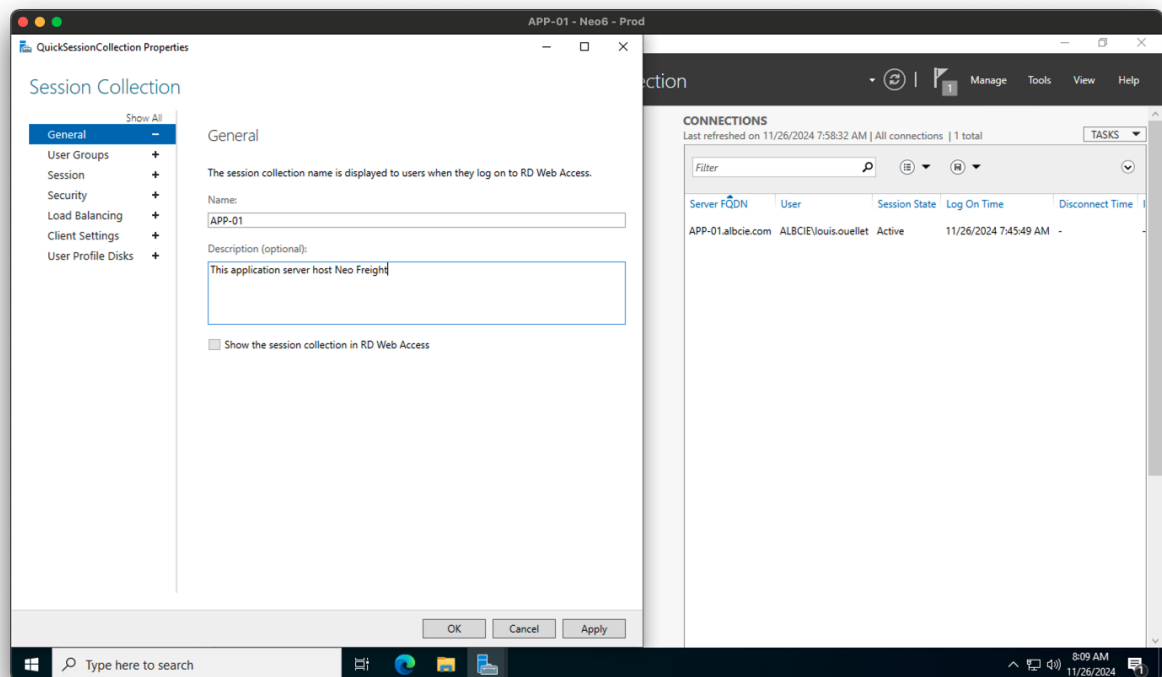 APP-01 - Neo6 - Prod
QuickSessionCollection Properties
Session Collection
Show All
General
User Groups
Session
Security
Load Balancing
Client Settings
User Profile Disks
General
The session collection name is displayed to users when they log on to RD Web Access.
Name:
APP-01
Description (optional):
This application server host Neo Freight
Show the session collection in RD Web Access
OK Cancel Apply
ction
1
Manage Tools View Help
CONNECTIONS
Last refreshed on 11/26/2024 7:58:32 AM | All connections | 1 total
TASKS
Filter
Server FQDN User Session State Log On Time Disconnect Time
APP-01.albcie.com ALBCIE\louis.ouellet Active 11/26/2024 7:45:49 AM - -
Type here to search
8:09 AM
11/26/2024
1